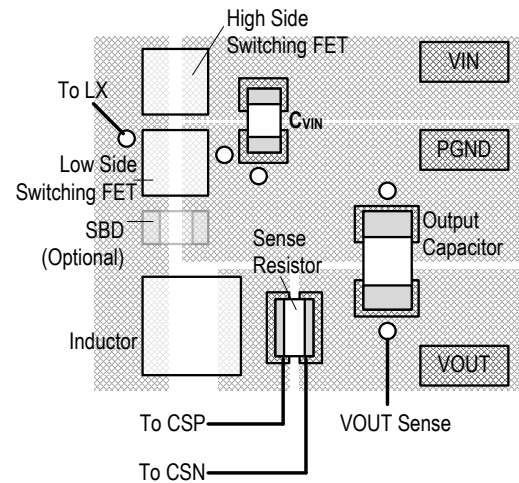 High Side
Switching FET
VIN
To LX
CVIN
PGND
Low Side
Switching FET
SBD
(Optional)
Sense
Resistor
Output
Capacitor
Inductor
VOUT
To CSP
VOUT Sense
To CSN